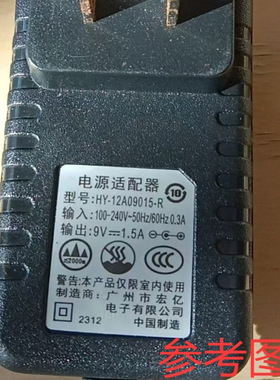 电源适配器
型号:HY-12A09015-R
输入:100-240V~50Hz/60Hz 0.3A
输出:9V⎓1.5A
10
≤2000m
警告:本产品仅限室内使用
制造商:广州市宏亿
电子有限公司
2312 中国制造
参考图